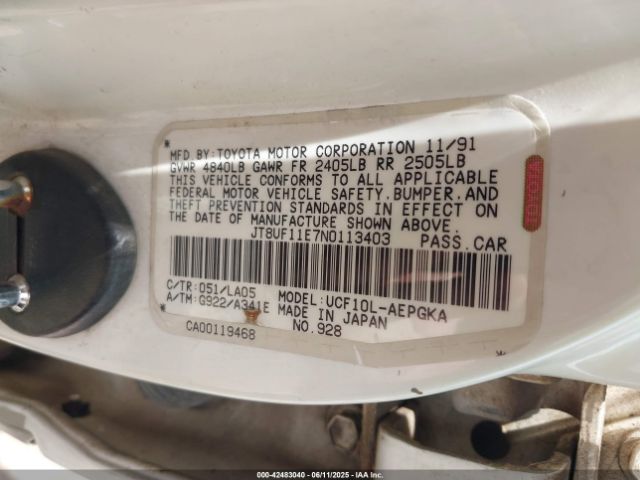 MFD BY: TOYOTA MOTOR CORPORATION 11/91
GVWR 4840LB GAWR FR 2405LB RR 2505LB
THIS VEHICLE CONFORMS TO ALL APPLICABLE
FEDERAL MOTOR VEHICLE SAFETY, BUMPER, AND
THEFT PREVENTION STANDARDS IN EFFECT ON
THE DATE OF MANUFACTURE SHOWN ABOVE.
JT8UF11E7N0113403 PASS.CAR
C/TR: 051/LA05 MODEL: UCF10L-AEPGKA
A/TM: G922/A341E MADE IN JAPAN
CA00119468 NO.928
000-42483040 - 06/11/2025 - IAAI.COM